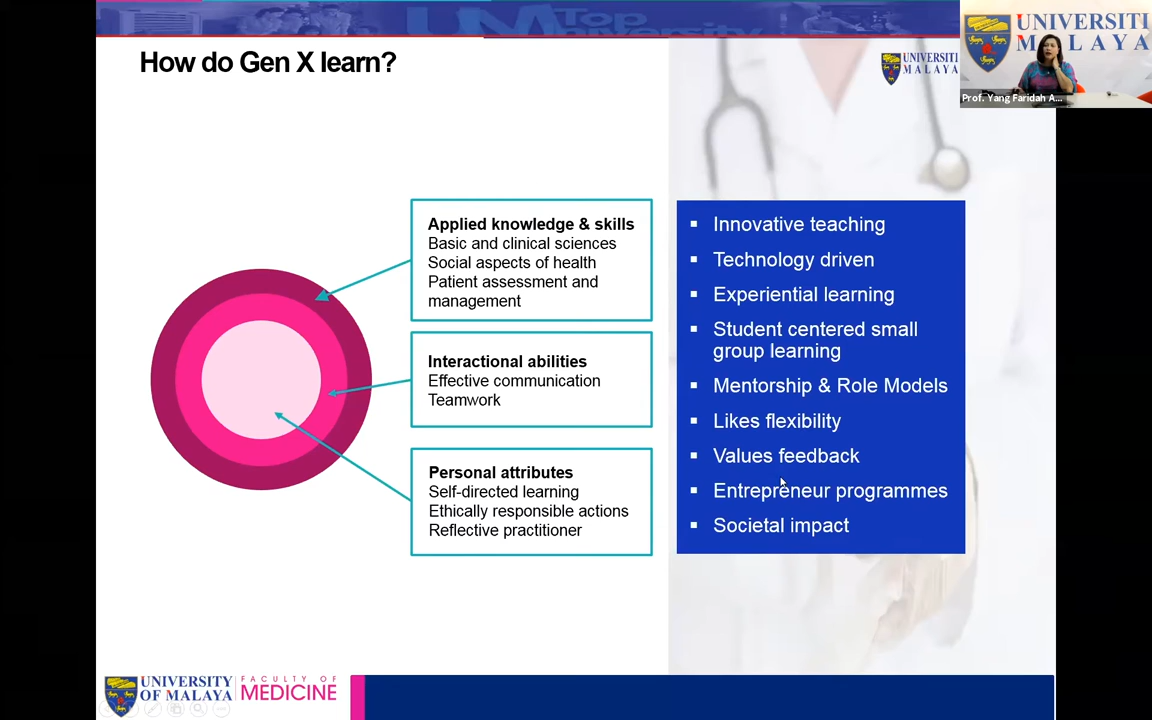 UM Top
University
How do Gen X learn?
UNIVERSITI
MALAYA
UNIVERSITI
MALAYA
Prof. Yang Faridah A...
Applied knowledge & skills
Basic and clinical sciences
Social aspects of health
Patient assessment and
management
Interactional abilities
Effective communication
Teamwork
Personal attributes
Self-directed learning
Ethically responsible actions
Reflective practitioner
▪ Innovative teaching
▪ Technology driven
▪ Experiential learning
▪ Student centered small
group learning
▪ Mentorship & Role Models
▪ Likes flexibility
▪ Values feedback
▪ Entrepreneur programmes
▪ Societal impact
UNIVERSITY
OF MALAYA
FACULTY OF
MEDICINE